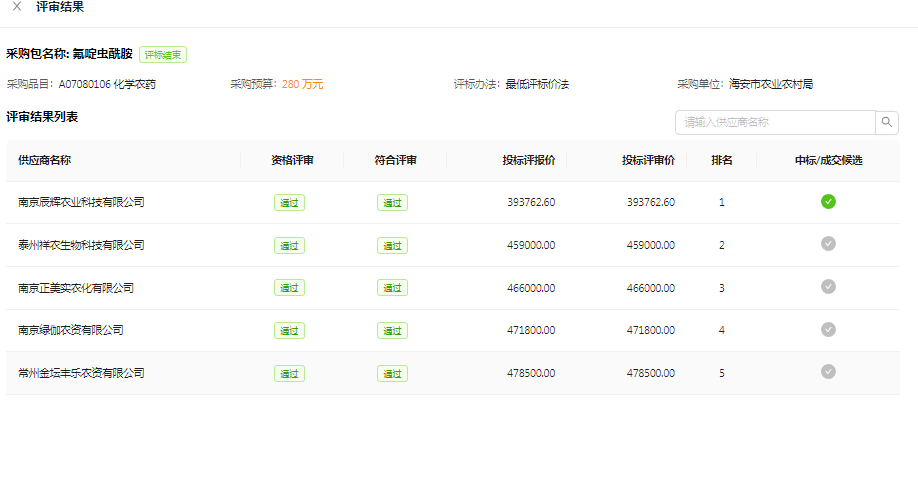 评审结果
采购包名称: 氟啶虫酰胺 评标结束
采购品目: A07080106 化学农药 采购预算: 280 万元 评标办法: 最低评标价法 采购单位: 海安市农业农村局
评审结果列表 请输入供应商名称
供应商名称 资格评审 符合评审 投标评报价 投标评审价 排名 中标/成交候选
南京辰辉农业科技有限公司 通过 通过 393762.60 393762.60 1
泰州祥农生物科技有限公司 通过 通过 459000.00 459000.00 2
南京正美实农化有限公司 通过 通过 466000.00 466000.00 3
南京绿伽农资有限公司 通过 通过 471800.00 471800.00 4
常州金坛丰乐农资有限公司 通过 通过 478500.00 478500.00 5